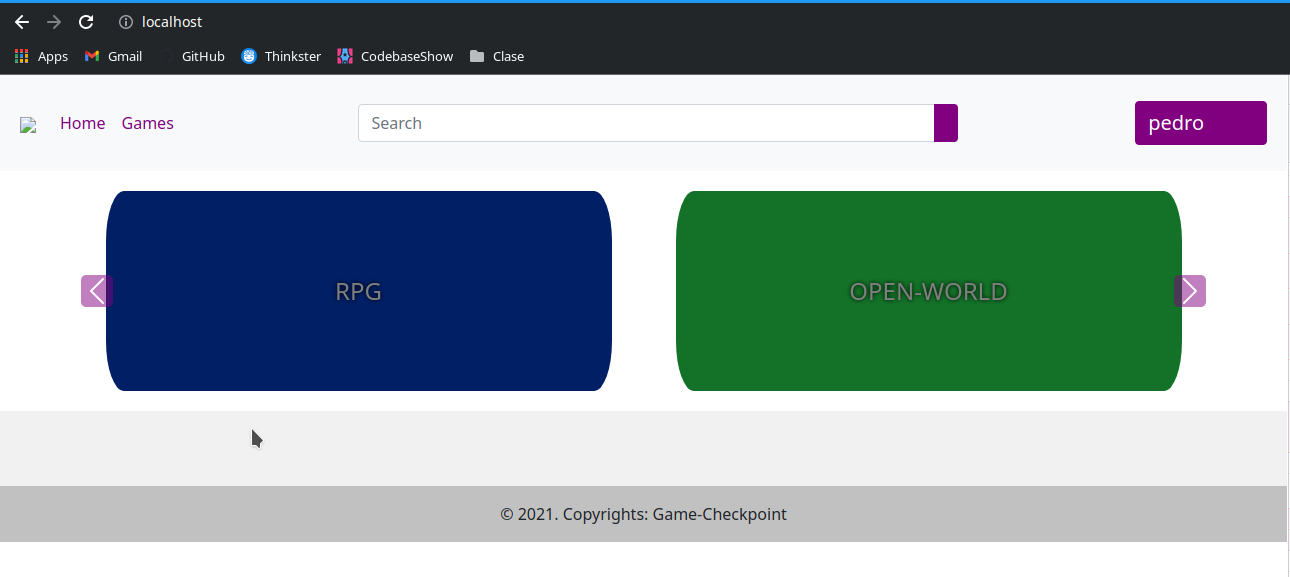 localhost
Apps Gmail GitHub Thinkster CodebaseShow Clase
Home Games Search pedro
RPG OPEN-WORLD
© 2021. Copyrights: Game-Checkpoint